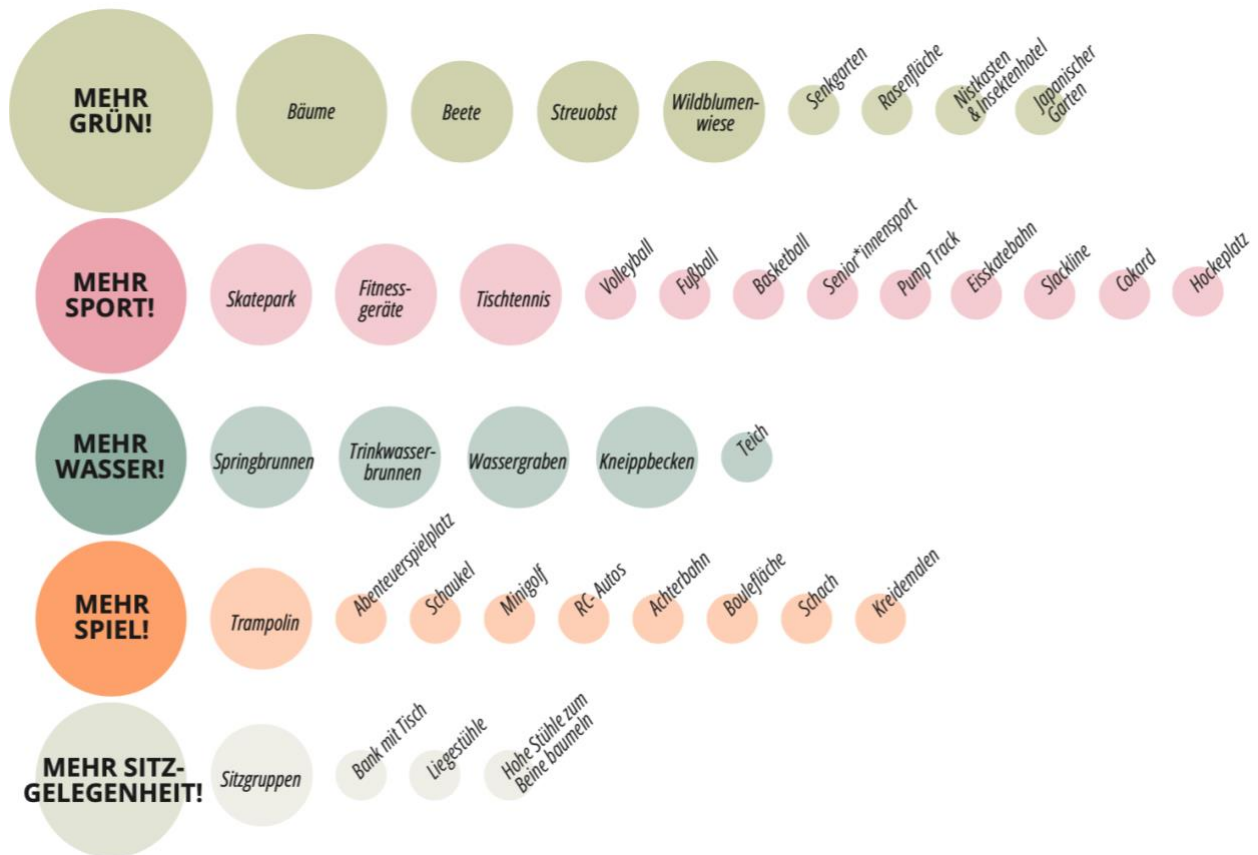 MEHR
GRÜN!
Bäume
Beete
Streuobst
Wildblumen-
wiese
Senkgarten
Rasenfläche
Nistkasten
& Insektenhotel
Japanischer
Garten
MEHR
SPORT!
Skatepark
Fitness-
geräte
Tischtennis
Volleyball
Fußball
Basketball
Senior*innensport
Pump Track
Eisskatebahn
Slackline
Cokard
Hockeplatz
MEHR
WASSER!
Springbrunnen
Trinkwasser-
brunnen
Wassergraben
Kneippbecken
Teich
MEHR
SPIEL!
Trampolin
Abenteuerspielplatz
Schaukel
Minigolf
RC- Autos
Achterbahn
Boulefläche
Schach
Kreidemalen
MEHR SITZ-
GELEGENHEIT!
Sitzgruppen
Bank mit Tisch
Liegestühle
Hohe Stühle zum
Beine baumeln